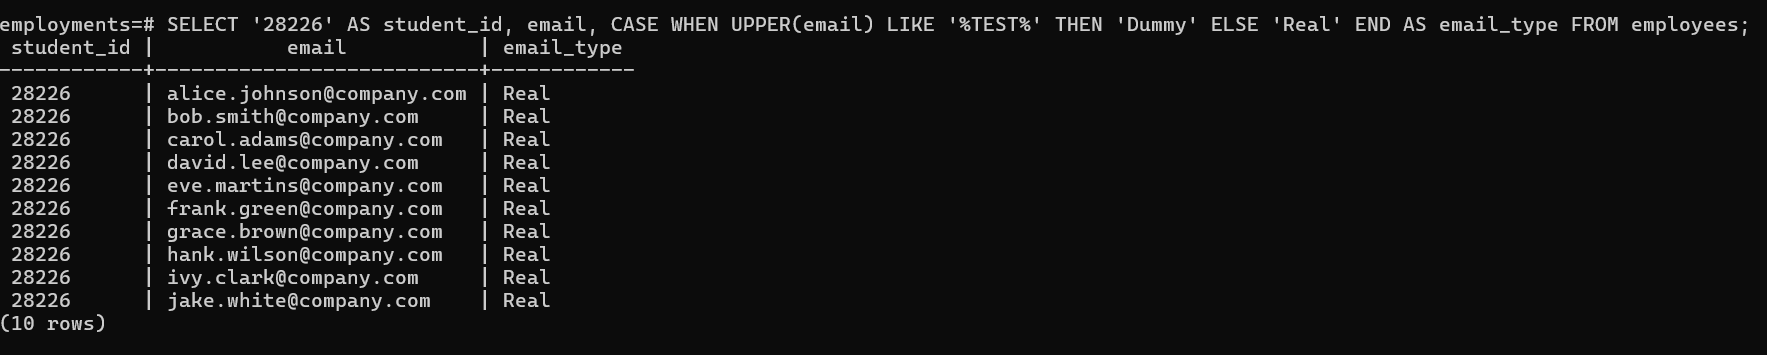 employments=# SELECT '28226' AS student_id, email, CASE WHEN UPPER(email) LIKE '%TEST%' THEN 'Dummy' ELSE 'Real' END AS email_type FROM employees;
 student_id |           email           | email_type
------------+---------------------------+------------
 28226      | alice.johnson@company.com | Real
 28226      | bob.smith@company.com     | Real
 28226      | carol.adams@company.com   | Real
 28226      | david.lee@company.com     | Real
 28226      | eve.martins@company.com   | Real
 28226      | frank.green@company.com   | Real
 28226      | grace.brown@company.com   | Real
 28226      | hank.wilson@company.com   | Real
 28226      | ivy.clark@company.com     | Real
 28226      | jake.white@company.com    | Real
(10 rows)